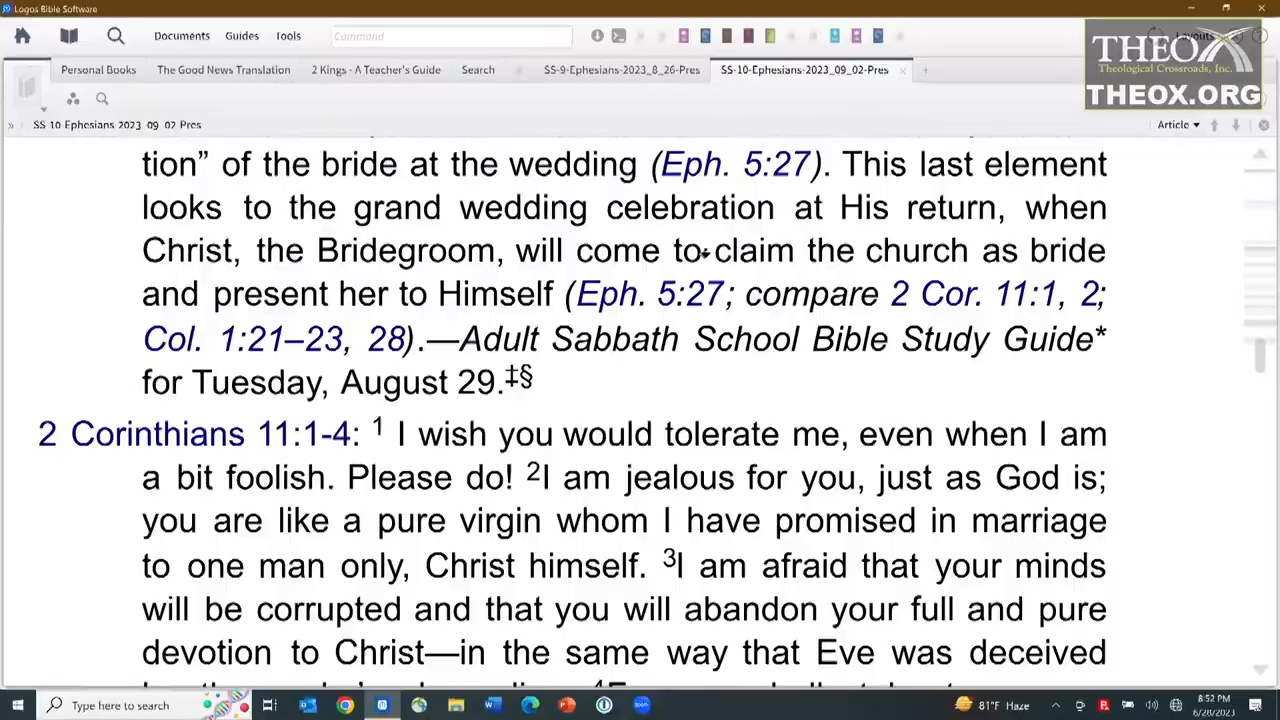 Logos Bible Software
Documents Guides Tools Command Layouts
THEOX
Theological Crossroads, Inc.
THEOX.ORG
Personal Books The Good News Translation 2 Kings - A Teacher's Guide Search SS-9-Ephesians-2023_8_26-Pres SS-10-Ephesians-2023_09_02-Pres
SS-10-Ephesians-2023_09_02-Pres Article
tion” of the bride at the wedding (Eph. 5:27). This last element
looks to the grand wedding celebration at His return, when
Christ, the Bridegroom, will come to claim the church as bride
and present her to Himself (Eph. 5:27; compare 2 Cor. 11:1, 2;
Col. 1:21–23, 28).—Adult Sabbath School Bible Study Guide*
for Tuesday, August 29.‡§
2 Corinthians 11:1-4: 1 I wish you would tolerate me, even when I am
a bit foolish. Please do! 2I am jealous for you, just as God is;
you are like a pure virgin whom I have promised in marriage
to one man only, Christ himself. 3I am afraid that your minds
will be corrupted and that you will abandon your full and pure
devotion to Christ—in the same way that Eve was deceived
Type here to search
81°F Haze
8:52 PM
6/28/2023